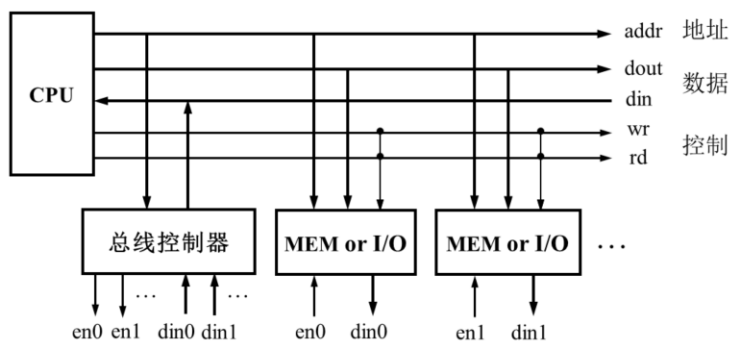 addr 地址
CPU
dout
数据
din
wr
控制
rd
总线控制器
MEM or I/O
MEM or I/O
...
... ...
en0 en1 din0 din1
en0 din0
en1 din1